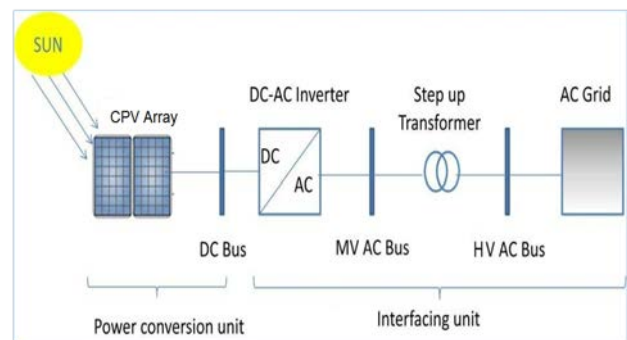 SUN
CPV Array
DC-AC Inverter
Step up
Transformer
AC Grid
DC
AC
DC Bus
MV AC Bus
HV AC Bus
Power conversion unit
Interfacing unit